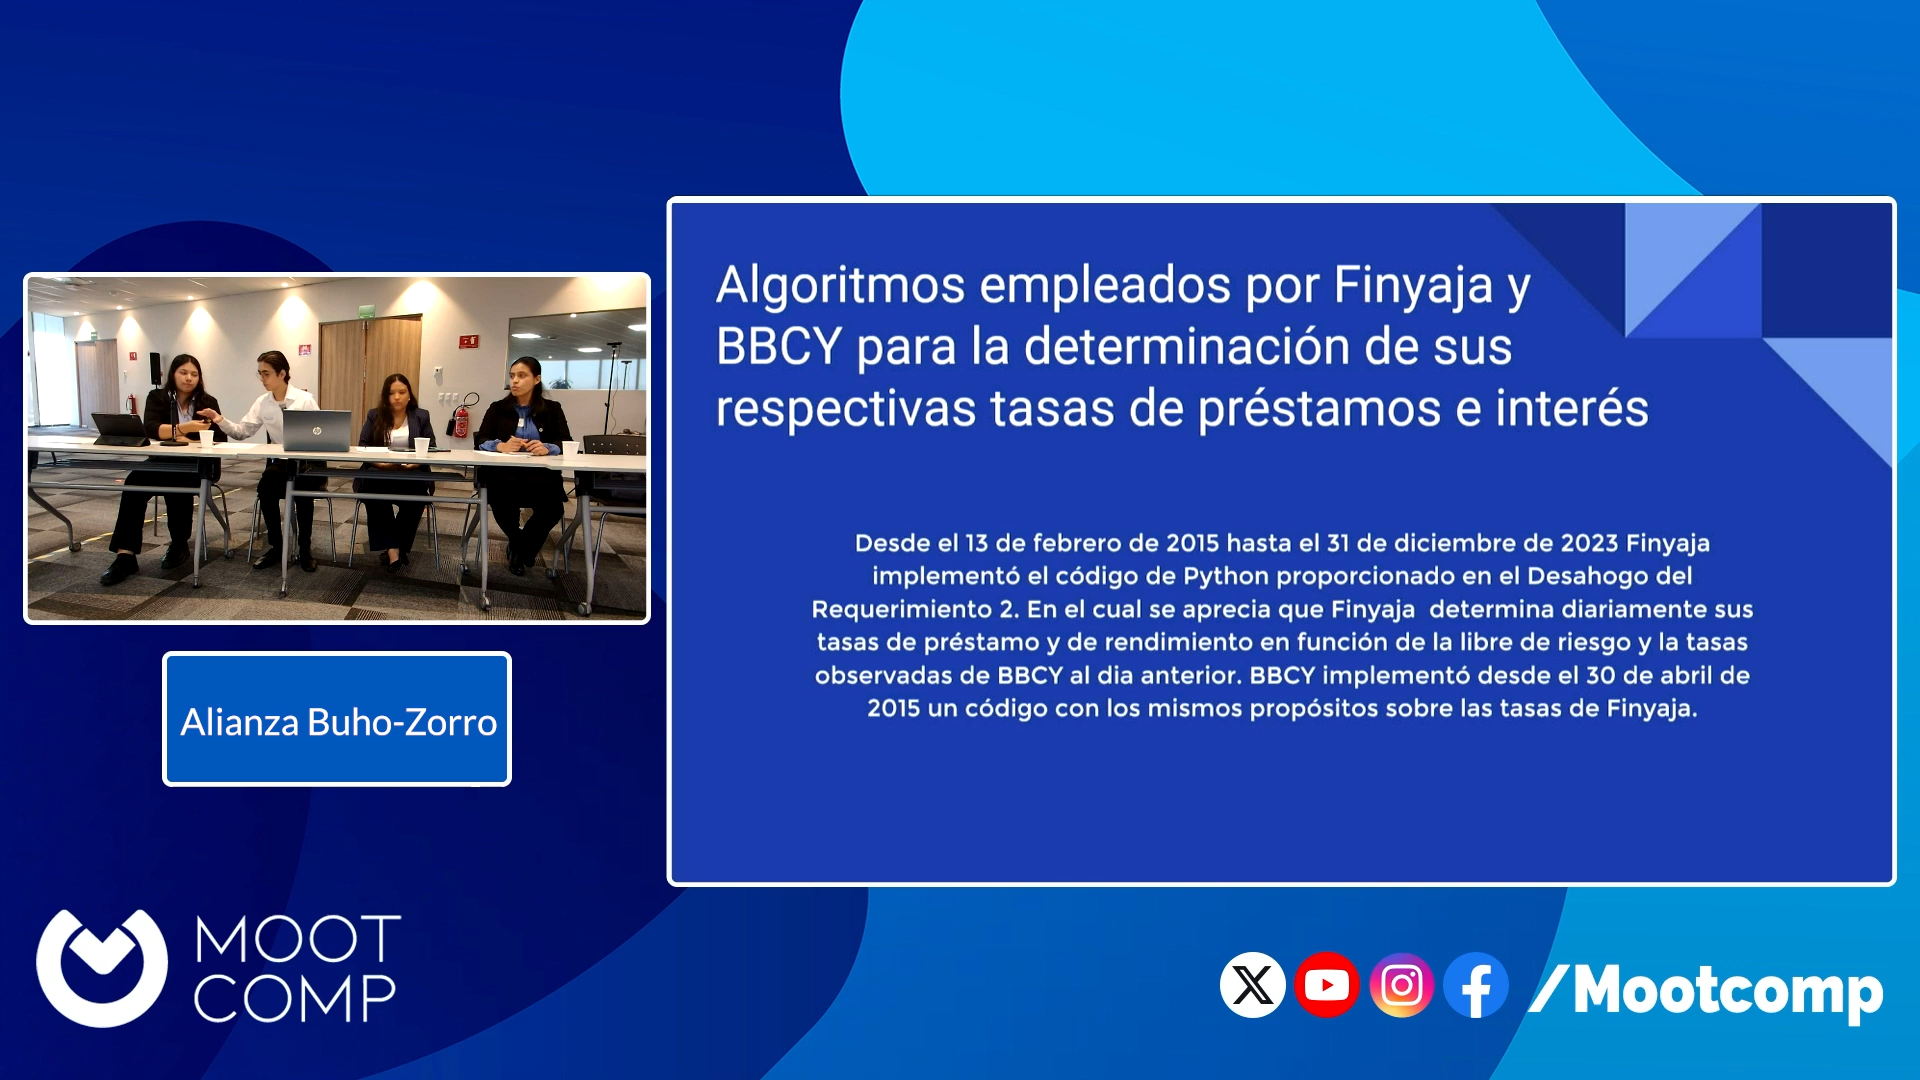 Algoritmos empleados por Finyaja y
BBCY para la determinación de sus
respectivas tasas de préstamos e interés
Desde el 13 de febrero de 2015 hasta el 31 de diciembre de 2023 Finyaja
implementó el código de Python proporcionado en el Desahogo del
Requerimiento 2. En el cual se aprecia que Finyaja determina diariamente sus
tasas de préstamo y de rendimiento en función de la libre de riesgo y la tasas
observadas de BBCY al dia anterior. BBCY implementó desde el 30 de abril de
2015 un código con los mismos propósitos sobre las tasas de Finyaja.
Alianza Buho-Zorro
MOOT
COMP
/Mootcomp